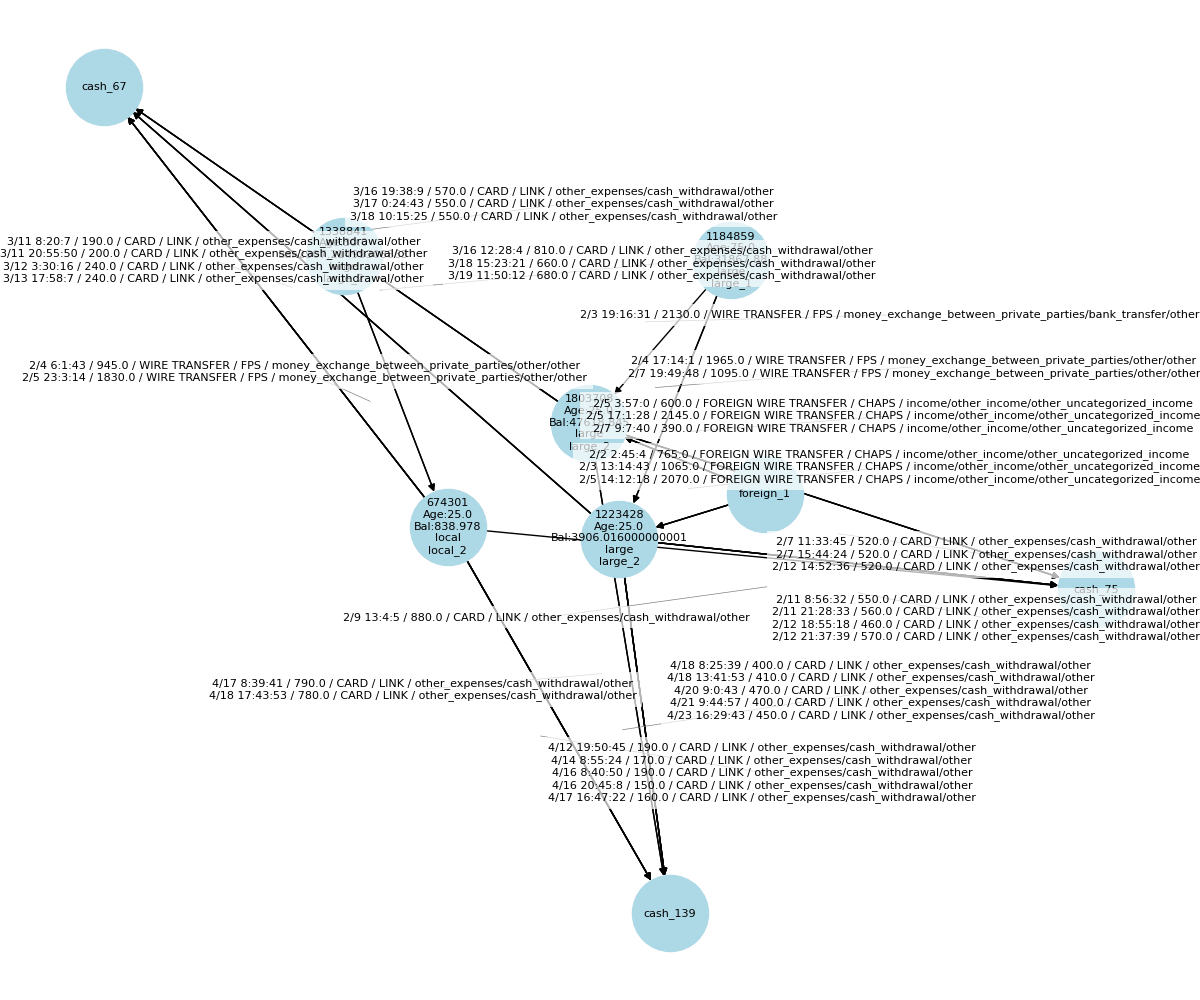 cash_67
3/16 19:38:9 / 570.0 / CARD / LINK / other_expenses/cash_withdrawal/other
3/17 0:24:43 / 550.0 / CARD / LINK / other_expenses/cash_withdrawal/other
3/18 10:15:25 / 550.0 / CARD / LINK / other_expenses/cash_withdrawal/other
1338841
1184859
large_1
3/11 8:20:7 / 190.0 / CARD / LINK / other_expenses/cash_withdrawal/other
3/11 20:55:50 / 200.0 / CARD / LINK / other_expenses/cash_withdrawal/other
3/12 3:30:16 / 240.0 / CARD / LINK / other_expenses/cash_withdrawal/other
3/13 17:58:7 / 240.0 / CARD / LINK / other_expenses/cash_withdrawal/other
3/16 12:28:4 / 810.0 / CARD / LINK / other_expenses/cash_withdrawal/other
3/18 15:23:21 / 660.0 / CARD / LINK / other_expenses/cash_withdrawal/other
3/19 11:50:12 / 680.0 / CARD / LINK / other_expenses/cash_withdrawal/other
2/3 19:16:31 / 2130.0 / WIRE TRANSFER / FPS / money_exchange_between_private_parties/bank_transfer/other
2/4 6:1:43 / 945.0 / WIRE TRANSFER / FPS / money_exchange_between_private_parties/other/other
2/5 23:3:14 / 1830.0 / WIRE TRANSFER / FPS / money_exchange_between_private_parties/other/other
2/4 17:14:1 / 1965.0 / WIRE TRANSFER / FPS / money_exchange_between_private_parties/other/other
2/7 19:49:48 / 1095.0 / WIRE TRANSFER / FPS / money_exchange_between_private_parties/other/other
large
large_2
2/5 3:57:0 / 600.0 / FOREIGN WIRE TRANSFER / CHAPS / income/other_income/other_uncategorized_income
2/5 17:1:28 / 2145.0 / FOREIGN WIRE TRANSFER / CHAPS / income/other_income/other_uncategorized_income
2/7 9:7:40 / 390.0 / FOREIGN WIRE TRANSFER / CHAPS / income/other_income/other_uncategorized_income
2/2 2:45:4 / 765.0 / FOREIGN WIRE TRANSFER / CHAPS / income/other_income/other_uncategorized_income
2/3 13:14:43 / 1065.0 / FOREIGN WIRE TRANSFER / CHAPS / income/other_income/other_uncategorized_income
2/5 14:12:18 / 2070.0 / FOREIGN WIRE TRANSFER / CHAPS / income/other_income/other_uncategorized_income
foreign_1
674301
Age:25.0
Bal:838.978
local
local_2
1223428
Age:25.0
Bal:3906.016000000001
large
large_2
2/7 11:33:45 / 520.0 / CARD / LINK / other_expenses/cash_withdrawal/other
2/7 15:44:24 / 520.0 / CARD / LINK / other_expenses/cash_withdrawal/other
2/12 14:52:36 / 520.0 / CARD / LINK / other_expenses/cash_withdrawal/other
cash_75
2/11 8:56:32 / 550.0 / CARD / LINK / other_expenses/cash_withdrawal/other
2/11 21:28:33 / 560.0 / CARD / LINK / other_expenses/cash_withdrawal/other
2/12 18:55:18 / 460.0 / CARD / LINK / other_expenses/cash_withdrawal/other
2/12 21:37:39 / 570.0 / CARD / LINK / other_expenses/cash_withdrawal/other
2/9 13:4:5 / 880.0 / CARD / LINK / other_expenses/cash_withdrawal/other
4/18 8:25:39 / 400.0 / CARD / LINK / other_expenses/cash_withdrawal/other
4/18 13:41:53 / 410.0 / CARD / LINK / other_expenses/cash_withdrawal/other
4/20 9:0:43 / 470.0 / CARD / LINK / other_expenses/cash_withdrawal/other
4/21 9:44:57 / 400.0 / CARD / LINK / other_expenses/cash_withdrawal/other
4/23 16:29:43 / 450.0 / CARD / LINK / other_expenses/cash_withdrawal/other
4/17 8:39:41 / 790.0 / CARD / LINK / other_expenses/cash_withdrawal/other
4/18 17:43:53 / 780.0 / CARD / LINK / other_expenses/cash_withdrawal/other
4/12 19:50:45 / 190.0 / CARD / LINK / other_expenses/cash_withdrawal/other
4/14 8:55:24 / 170.0 / CARD / LINK / other_expenses/cash_withdrawal/other
4/16 8:40:50 / 190.0 / CARD / LINK / other_expenses/cash_withdrawal/other
4/16 20:45:8 / 150.0 / CARD / LINK / other_expenses/cash_withdrawal/other
4/17 16:47:22 / 160.0 / CARD / LINK / other_expenses/cash_withdrawal/other
cash_139